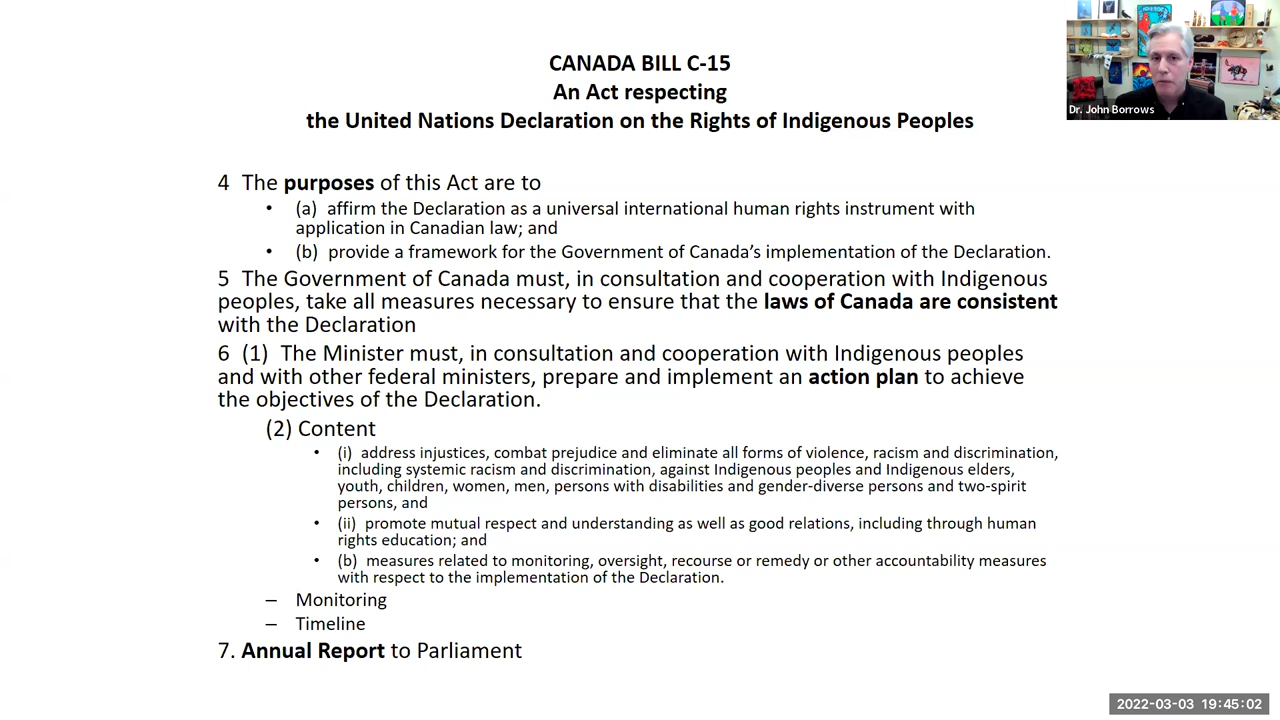 CANADA BILL C-15
An Act respecting
the United Nations Declaration on the Rights of Indigenous Peoples
Dr. John Borrows
4 The purposes of this Act are to
• (a) affirm the Declaration as a universal international human rights instrument with
application in Canadian law; and
• (b) provide a framework for the Government of Canada’s implementation of the Declaration.
5 The Government of Canada must, in consultation and cooperation with Indigenous
peoples, take all measures necessary to ensure that the laws of Canada are consistent
with the Declaration
6 (1) The Minister must, in consultation and cooperation with Indigenous peoples
and with other federal ministers, prepare and implement an action plan to achieve
the objectives of the Declaration.
(2) Content
• (i) address injustices, combat prejudice and eliminate all forms of violence, racism and discrimination,
including systemic racism and discrimination, against Indigenous peoples and Indigenous elders,
youth, children, women, men, persons with disabilities and gender-diverse persons and two-spirit
persons, and
• (ii) promote mutual respect and understanding as well as good relations, including through human
rights education; and
• (b) measures related to monitoring, oversight, recourse or remedy or other accountability measures
with respect to the implementation of the Declaration.
– Monitoring
– Timeline
7. Annual Report to Parliament
2022-03-03 19:45:02